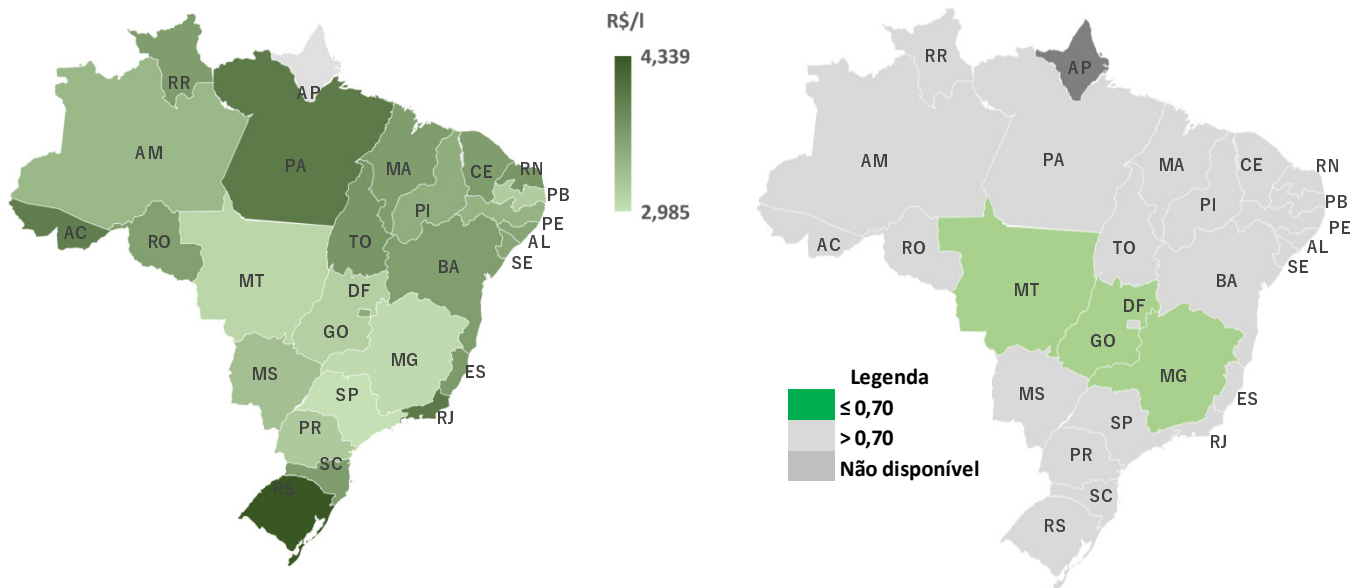 R$/l
4,339
2,985
RR
AP
AM
PA
MA
CE
RN
PB
PI
PE
AC
RO
TO
AL
BA
SE
MT
DF
GO
MG
MS
ES
SP
RJ
PR
SC
RS
RR
AP
AM
PA
MA
CE
RN
PB
PI
PE
AC
RO
TO
AL
SE
BA
MT
DF
GO
MG
MS
ES
SP
RJ
PR
SC
RS
Legenda
≤ 0,70
> 0,70
Não disponível